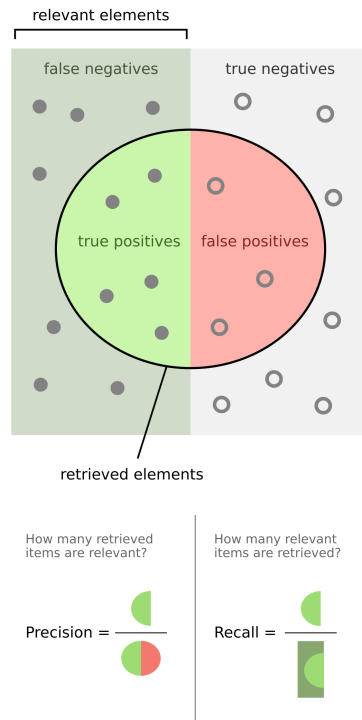 relevant elements
false negatives
true negatives
true positives
false positives
retrieved elements
How many retrieved
items are relevant?
How many relevant
items are retrieved?
Precision =
Recall =